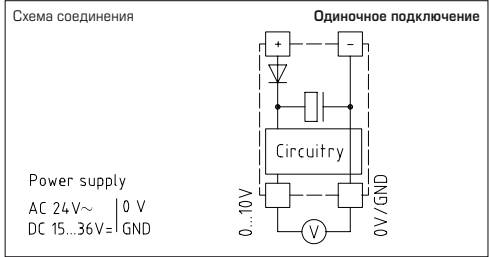 Схема соединения
Одиночное подключение
+ −
Circuitry
Power supply
AC 24V~ 0 V
DC 15...36V= GND
0...10V
V
0V/GND